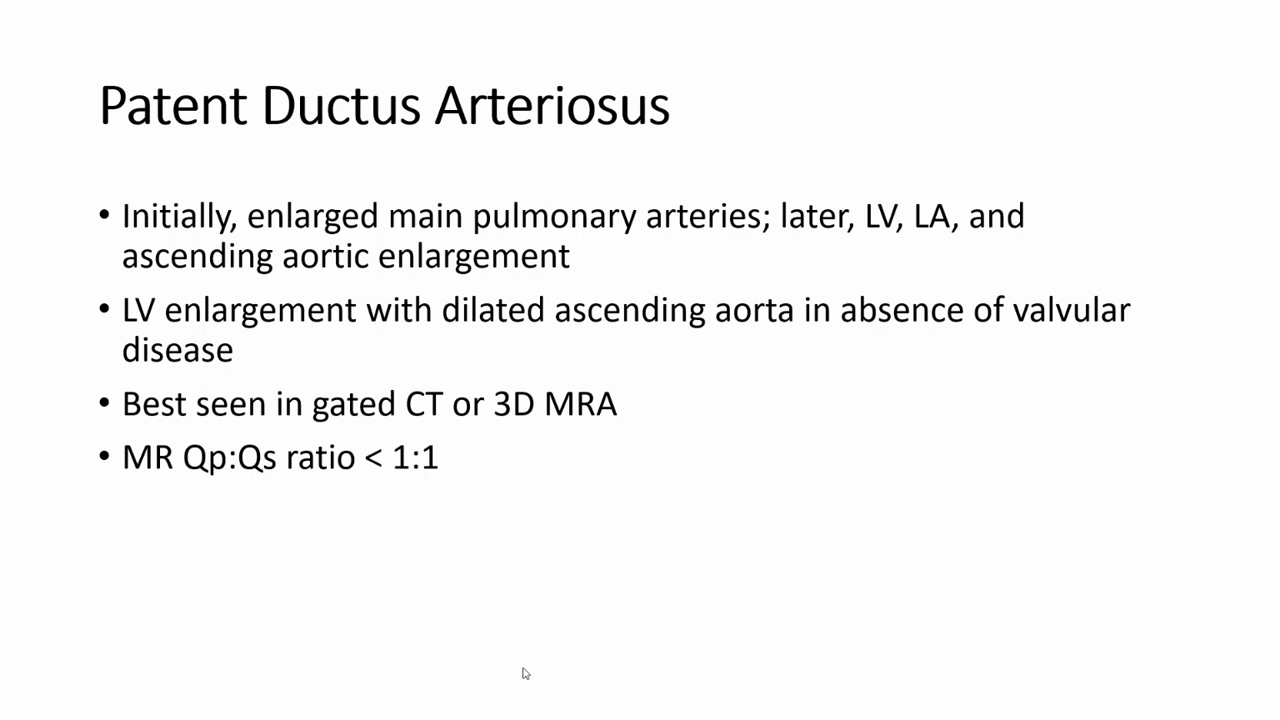 Patent Ductus Arteriosus
• Initially, enlarged main pulmonary arteries; later, LV, LA, and
ascending aortic enlargement
• LV enlargement with dilated ascending aorta in absence of valvular
disease
• Best seen in gated CT or 3D MRA
• MR Qp:Qs ratio < 1:1